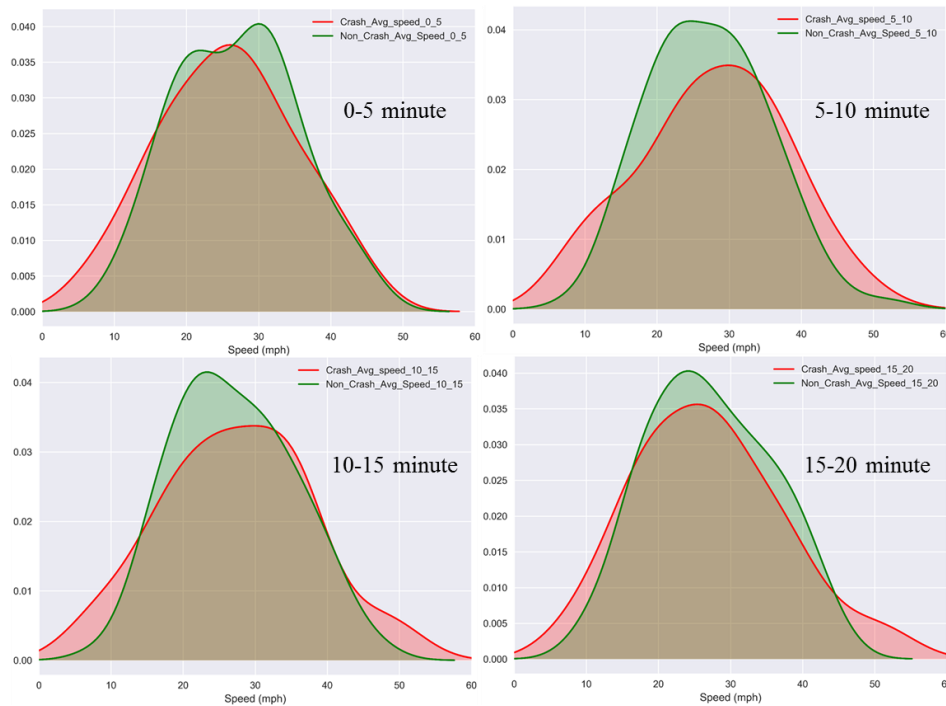 Crash_Avg_speed_0_5
Non_Crash_Avg_Speed_0_5
0-5 minute
0.040
0.035
0.030
0.025
0.020
0.015
0.010
0.005
0.000
0 10 20 30 40 50 60
Speed (mph)
Crash_Avg_speed_5_10
Non_Crash_Avg_Speed_5_10
5-10 minute
0.04
0.03
0.02
0.01
0.00
0 10 20 30 40 50 60
Speed (mph)
Crash_Avg_speed_10_15
Non_Crash_Avg_Speed_10_15
10-15 minute
0.04
0.03
0.02
0.01
0.00
0 10 20 30 40 50 60
Speed (mph)
Crash_Avg_speed_15_20
Non_Crash_Avg_Speed_15_20
15-20 minute
0.040
0.035
0.030
0.025
0.020
0.015
0.010
0.005
0.000
0 10 20 30 40 50 60
Speed (mph)